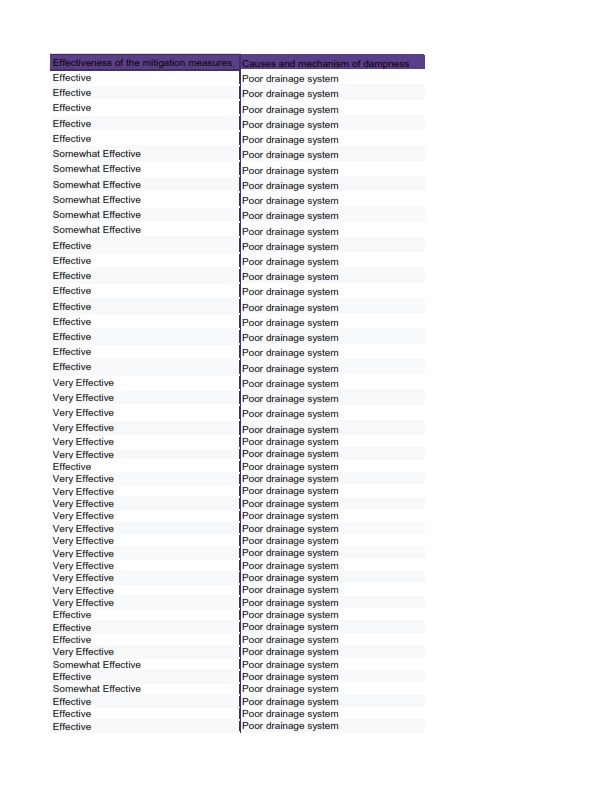 Effectiveness of the mitigation measures Causes and mechanism of dampness
Effective Poor drainage system
Effective Poor drainage system
Effective Poor drainage system
Effective Poor drainage system
Effective Poor drainage system
Somewhat Effective Poor drainage system
Somewhat Effective Poor drainage system
Somewhat Effective Poor drainage system
Somewhat Effective Poor drainage system
Somewhat Effective Poor drainage system
Somewhat Effective Poor drainage system
Effective Poor drainage system
Effective Poor drainage system
Effective Poor drainage system
Effective Poor drainage system
Effective Poor drainage system
Effective Poor drainage system
Effective Poor drainage system
Effective Poor drainage system
Effective Poor drainage system
Very Effective Poor drainage system
Very Effective Poor drainage system
Very Effective Poor drainage system
Very Effective Poor drainage system
Very Effective Poor drainage system
Very Effective Poor drainage system
Effective Poor drainage system
Very Effective Poor drainage system
Very Effective Poor drainage system
Very Effective Poor drainage system
Very Effective Poor drainage system
Very Effective Poor drainage system
Very Effective Poor drainage system
Very Effective Poor drainage system
Very Effective Poor drainage system
Very Effective Poor drainage system
Very Effective Poor drainage system
Very Effective Poor drainage system
Effective Poor drainage system
Effective Poor drainage system
Effective Poor drainage system
Very Effective Poor drainage system
Somewhat Effective Poor drainage system
Effective Poor drainage system
Somewhat Effective Poor drainage system
Effective Poor drainage system
Effective Poor drainage system
Effective Poor drainage system